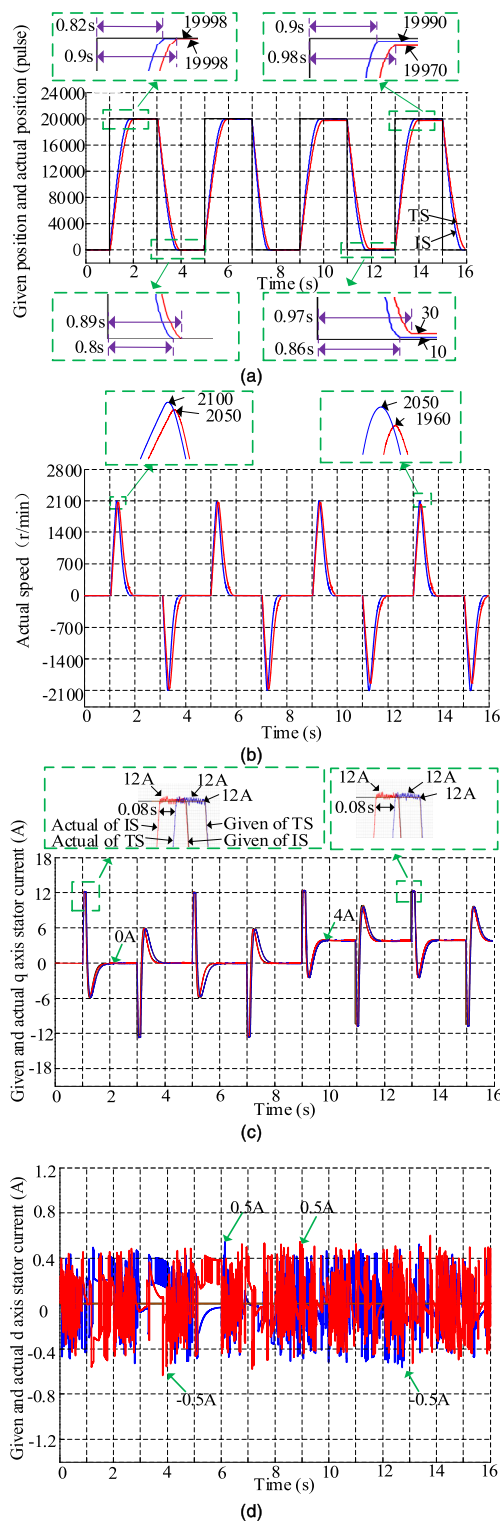 0.82s
19998
0.9s
19998
0.9s
19990
0.98s
19970
Given position and actual position (pulse)
24000
20000
16000
12000
8000
4000
0
TS
IS
0 2 4 6 8 10 12 14 16
Time (s)
0.89s
0.8s
0.97s
30
0.86s
10
(a)
2100
2050
2050
1960
Actual speed (r/min)
2800
2100
1400
700
0
-700
-1400
-2100
0 2 4 6 8 10 12 14 16
Time (s)
(b)
12A
12A
12A
0.08s
Actual of IS
Given of TS
Actual of TS
Given of IS
12A
12A
12A
0.08s
Given and actual q axis stator current (A)
18
12
6
0
-6
-12
-18
0A
4A
0 2 4 6 8 10 12 14 16
Time (s)
(c)
Given and actual d axis stator current (A)
1.2
0.8
0.4
0
-0.4
-0.8
-1.2
0.5A
0.5A
-0.5A
-0.5A
0 2 4 6 8 10 12 14 16
Time (s)
(d)